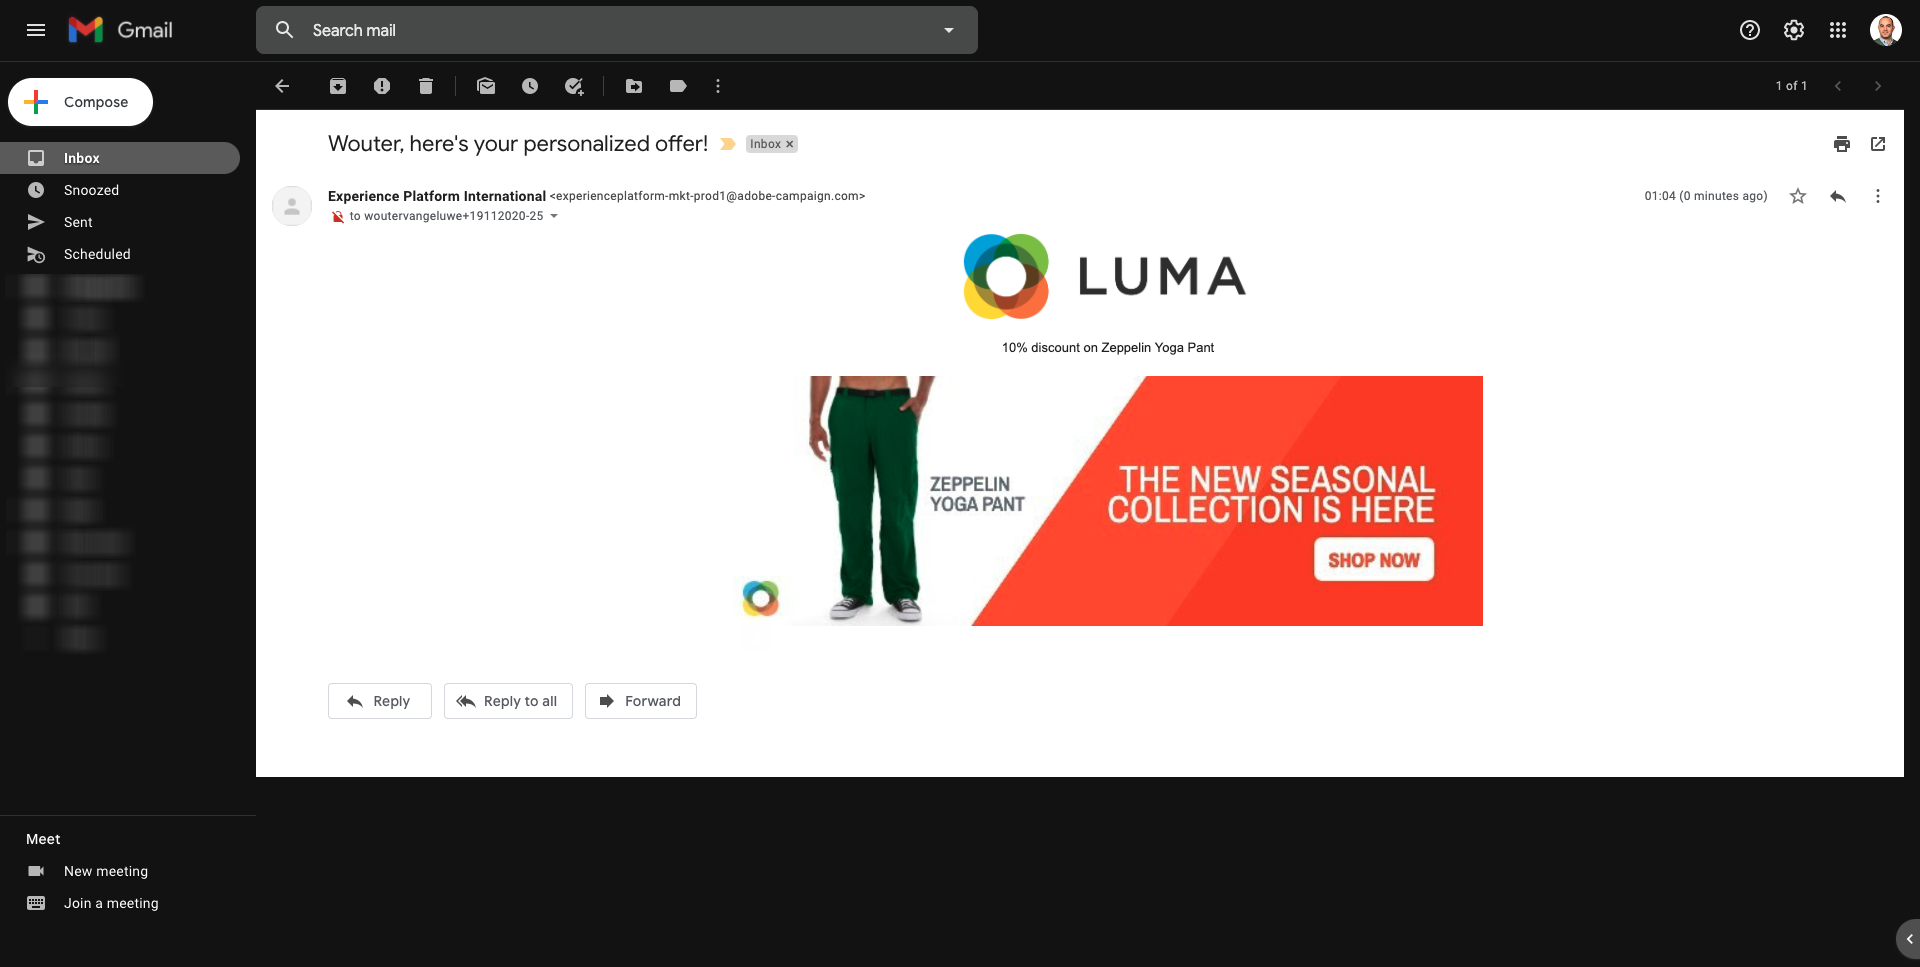 Gmail
Search mail
Compose
1 of 1
Inbox
Snoozed
Sent
Scheduled
Wouter, here's your personalized offer!
Inbox ×
Experience Platform International <experienceplatform-mkt-prod1@adobe-campaign.com>
01:04 (0 minutes ago)
to woutervangeluwe+19112020-25
LUMA
10% discount on Zeppelin Yoga Pant
ZEPPELIN
YOGA PANT
THE NEW SEASONAL
COLLECTION IS HERE
SHOP NOW
Reply
Reply to all
Forward
Meet
New meeting
Join a meeting